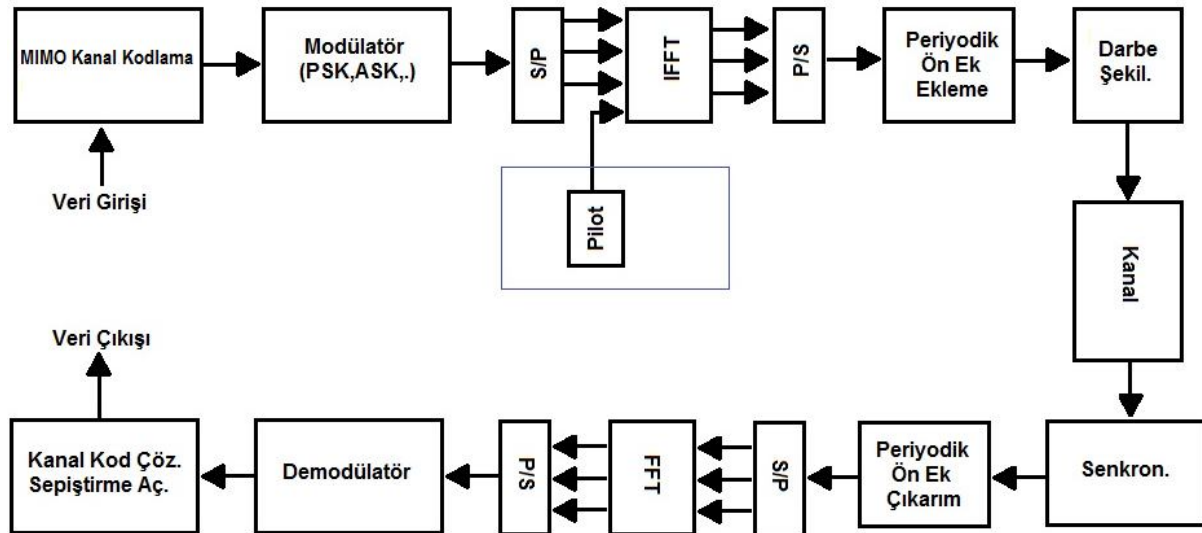 MIMO Kanal Kodlama
Modülatör
(PSK,ASK,.)
S/P
IFFT
P/S
Periyodik
Ön Ek
Ekleme
Darbe
Şekil.
Veri Girişi
Pilot
Kanal
Veri Çıkışı
Kanal Kod Çöz.
Sepiştirme Aç.
Demodülatör
P/S
FFT
S/P
Periyodik
Ön Ek
Çıkarım
Senkron.